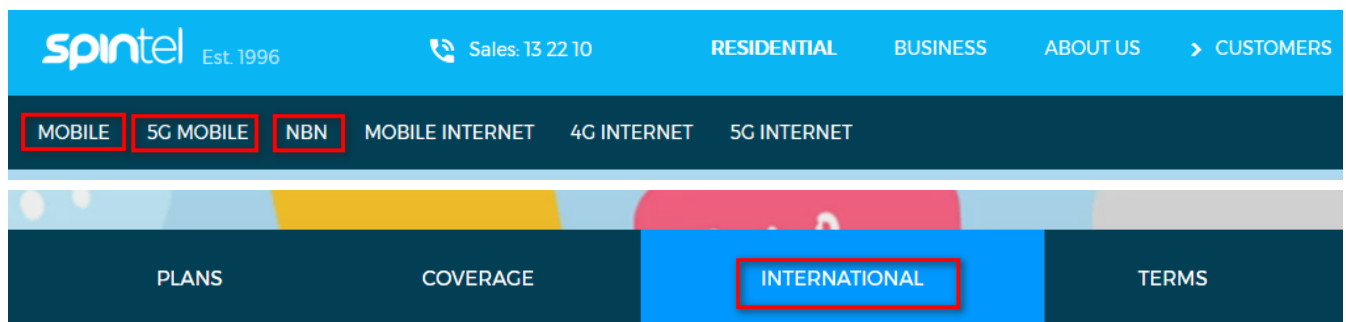 spintel Est. 1996 Sales: 13 22 10 RESIDENTIAL BUSINESS ABOUT US > CUSTOMERS
MOBILE 5G MOBILE NBN MOBILE INTERNET 4G INTERNET 5G INTERNET
PLANS COVERAGE INTERNATIONAL TERMS